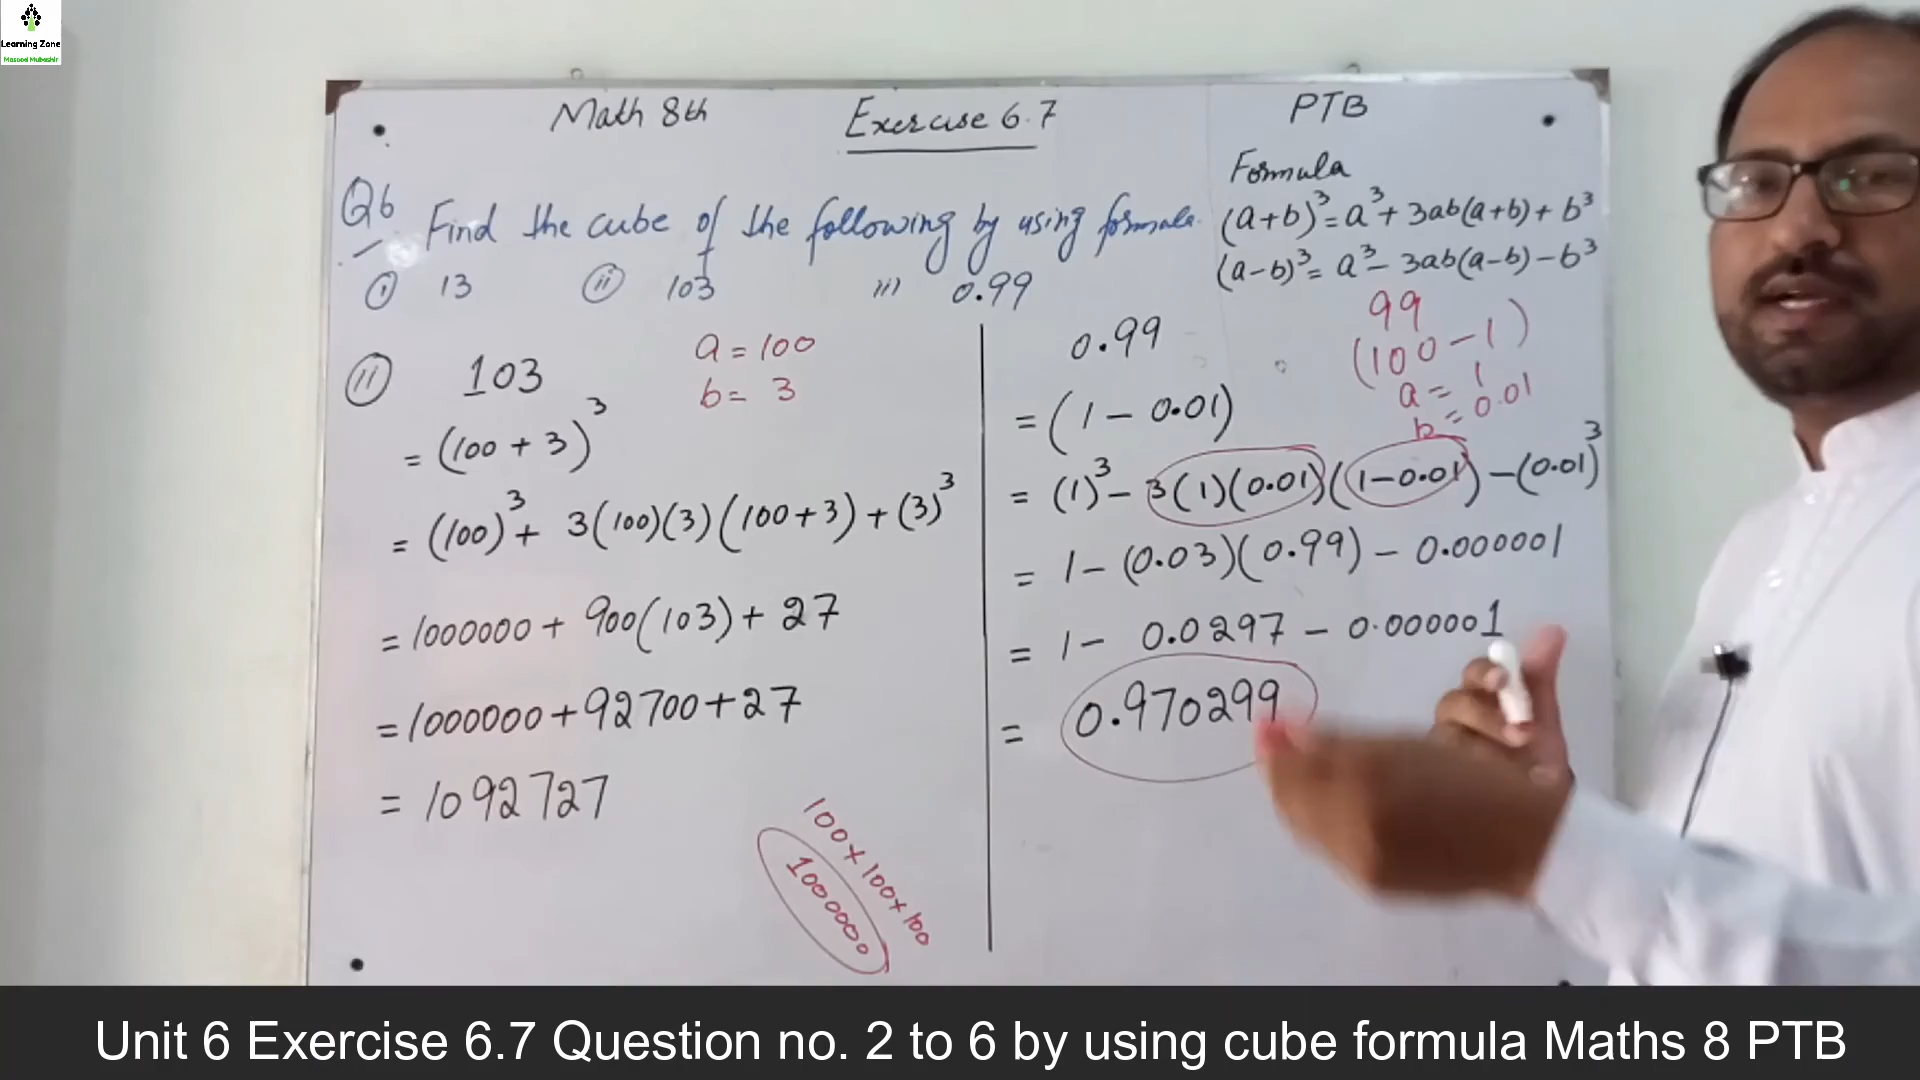 Learning Zone
Masood Mubashir
Math 8th Exercise 6.7 PTB
Q6 Find the cube of the following by using formula.
(i) 13 (ii) 103 iii) 0.99
Formula
(a+b)³ = a³ + 3ab(a+b) + b³
(a-b)³ = a³ - 3ab(a-b) - b³
(ii) 103
a = 100
b = 3
= (100 + 3)³
= (100)³ + 3(100)(3)(100+3) + (3)³
= 1000000 + 900(103) + 27
= 1000000 + 92700 + 27
= 1092727
100 × 100 × 100
1000000
0.99
99
(100 - 1)
a = 1
b = 0.01
= (1 - 0.01)
= (1)³ - 3(1)(0.01)(1-0.01) - (0.01)³
= 1 - (0.03)(0.99) - 0.000001
= 1 - 0.0297 - 0.000001
= 0.970299
Unit 6 Exercise 6.7 Question no. 2 to 6 by using cube formula Maths 8 PTB